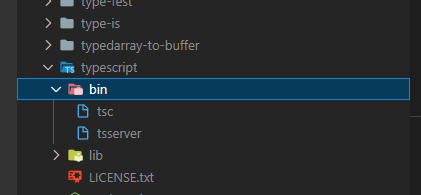 type-fest
type-is
typedarray-to-buffer
typescript
bin
tsc
tsserver
lib
LICENSE.txt